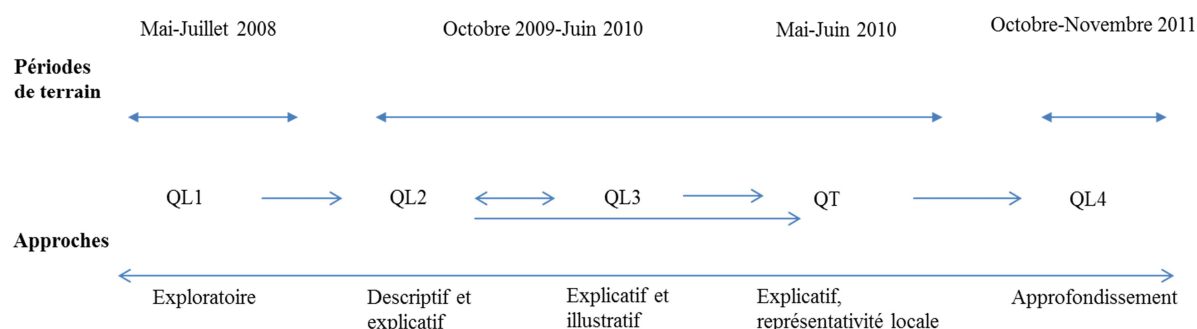 Mai-Juillet 2008 Octobre 2009-Juin 2010 Mai-Juin 2010 Octobre-Novembre 2011
Périodes
de terrain
QL1 QL2 QL3 QT QL4
Approches
Exploratoire Descriptif et Explicatif et Explicatif, Approfondissement
explicatif illustratif représentativité locale